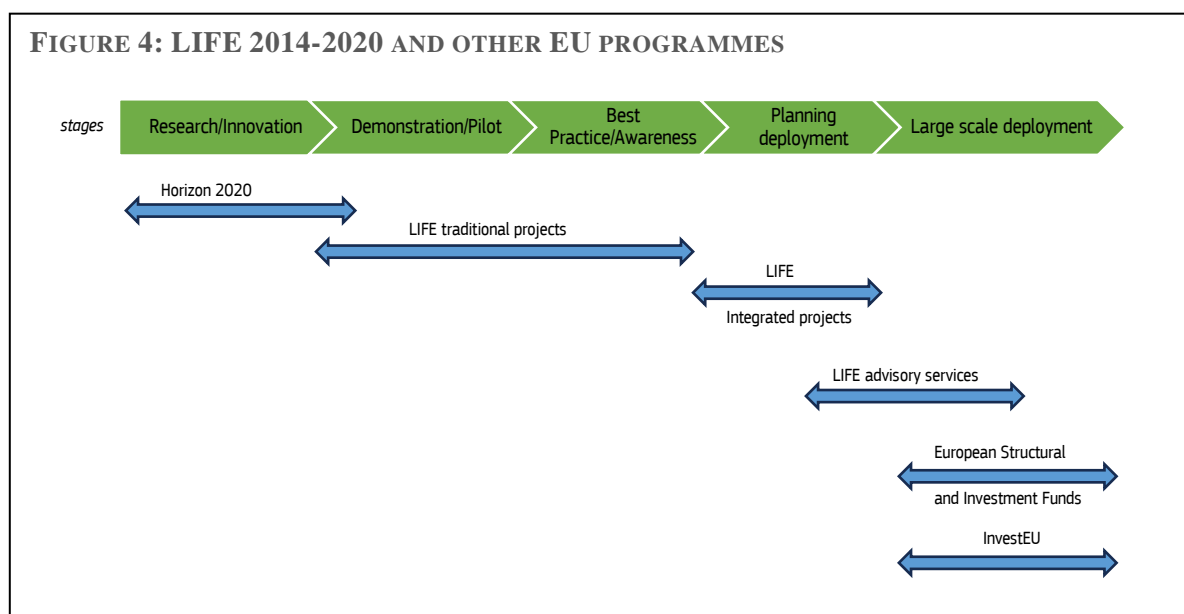 FIGURE 4: LIFE 2014-2020 AND OTHER EU PROGRAMMES
stages
Research/Innovation
Demonstration/Pilot
Best
Practice/Awareness
Planning
deployment
Large scale deployment
Horizon 2020
LIFE traditional projects
LIFE
Integrated projects
LIFE advisory services
European Structural
and Investment Funds
InvestEU